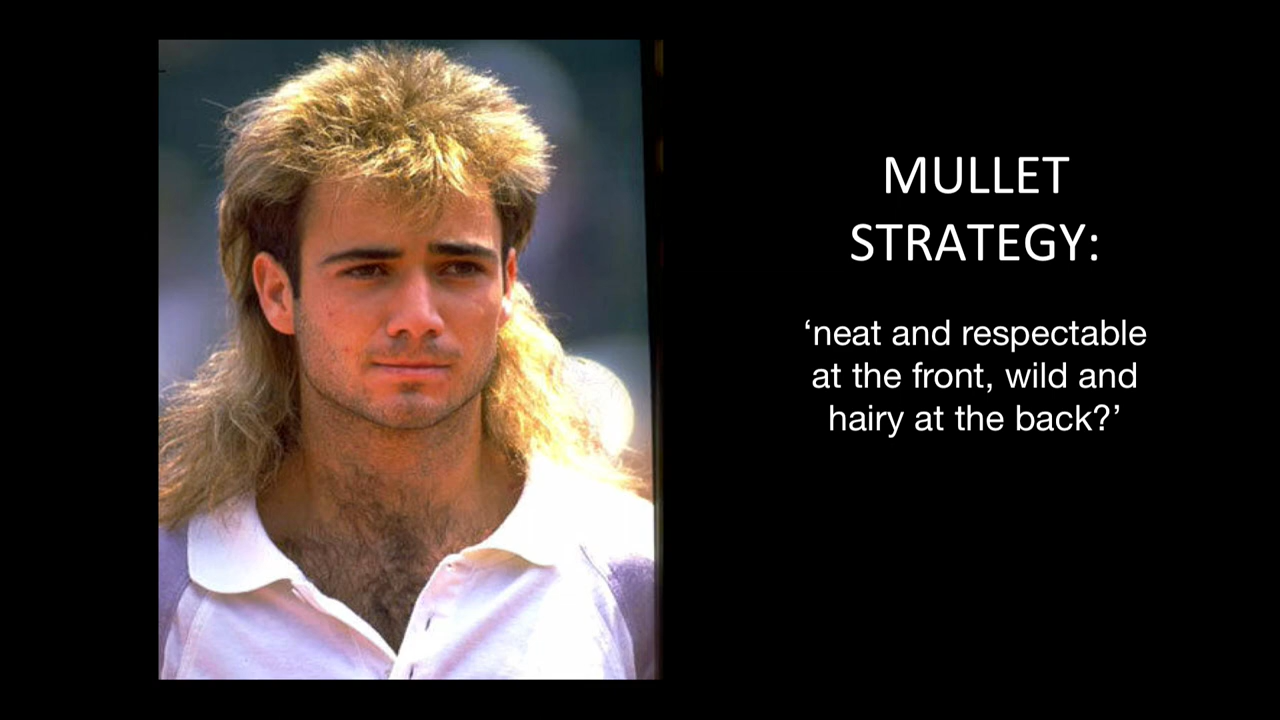 MULLET
STRATEGY:
‘neat and respectable
at the front, wild and
hairy at the back?’